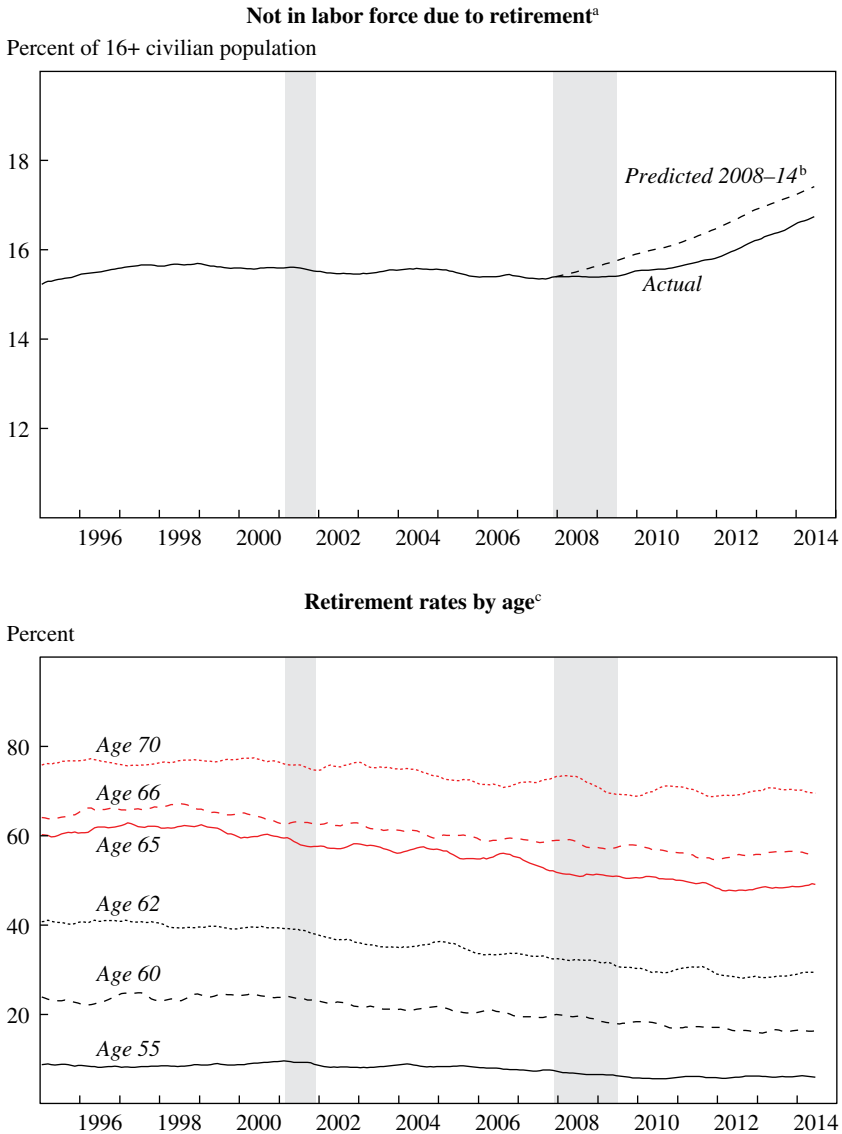 Not in labor force due to retirementᵃ
Percent of 16+ civilian population
18
Predicted 2008–14ᵇ
16
Actual
14
12
1996 1998 2000 2002 2004 2006 2008 2010 2012 2014
Retirement rates by ageᶜ
Percent
80
Age 70
Age 66
60
Age 65
Age 62
40
Age 60
20
Age 55
1996 1998 2000 2002 2004 2006 2008 2010 2012 2014